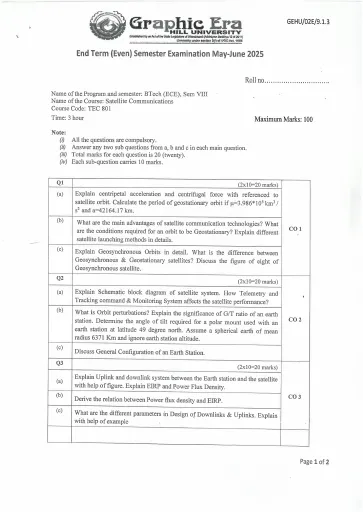 GEHU/02E/9.1.3
Graphic Era
HILL UNIVERSITY
End Term (Even) Semester Examination May-June 2025
Roll no
Name of the Program and semester: BTech (ECE), Sem VIII
Name of the Course: Satellite Communications
Course Code: TEC 801
Time: 3 hour
Maximum Marks: 100
Note:
(i) All the questions are compulsory.
(ii) Answer any two sub questions from a, b and c in each main question.
(iii) Total marks for each question is 20 (twenty).
(iv) Each sub-question carries 10 marks.
Q1
(2x10=20 marks)
(a) Explain centripetal acceleration and centrifugal force with referenced to
satellite orbit. Calculate the period of geostationary orbit if μ=3.986*10⁵ km³ /
s² and a=42164.17 km.
(b) What are the main advantages of satellite communication technologies? What
are the conditions required for an orbit to be Geostationary? Explain different
satellite launching methods in details.
CO 1
(c) Explain Geosynchronous Orbits in detail. What is the difference between
Geosynchronous & Geostationary satellites? Discuss the figure of eight of
Geosynchronous satellite.
Q2
(2x10=20 marks)
(a) Explain Schematic block diagram of satellite system. How Telemetry and
Tracking command & Monitoring System affects the satellite performance?
(b) What is Orbit perturbations? Explain the significance of G/T ratio of an earth
station. Determine the angle of tilt required for a polar mount used with an
earth station at latitude 49 degree north. Assume a spherical earth of mean
radius 6371 Km and ignore earth station altitude.
CO 2
(c) Discuss General Configuration of an Earth Station.
Q3
(2x10=20 marks)
(a) Explain Uplink and downlink system between the Earth station and the satellite
with help of figure. Explain EIRP and Power Flux Density.
(b) Derive the relation between Power flux density and EIRP.
CO 3
(c) What are the different parameters in Design of Downlinks & Uplinks. Explain
with help of example
Page 1 of 2